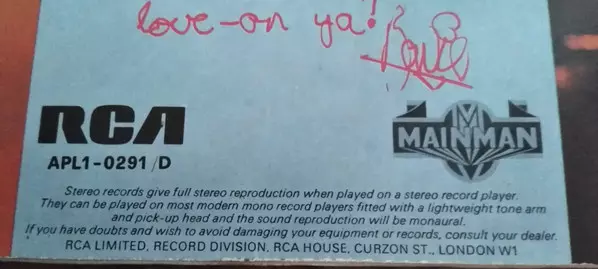 love-on ya!
Bowie
RCA
M
MAINMAN
APL1-0291/D
Stereo records give full stereo reproduction when played on a stereo record player.
They can be played on most modern mono record players fitted with a lightweight tone arm
and pick-up head and the sound reproduction will be monaural.
If you have doubts and wish to avoid damaging your equipment or records, consult your dealer.
RCA LIMITED, RECORD DIVISION, RCA HOUSE, CURZON ST., LONDON W1